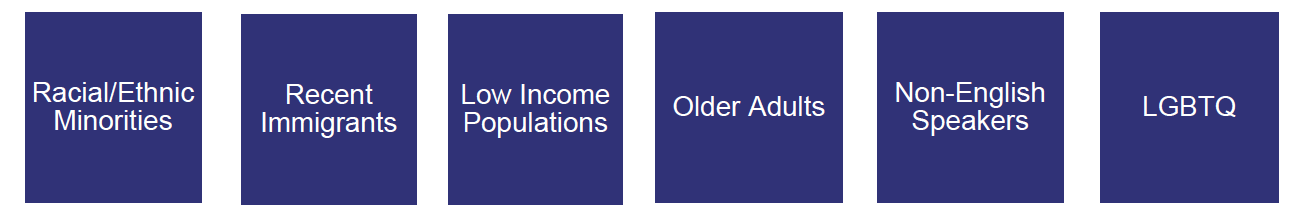 Racial/Ethnic
Minorities
Recent
Immigrants
Low Income
Populations
Older Adults
Non-English
Speakers
LGBTQ